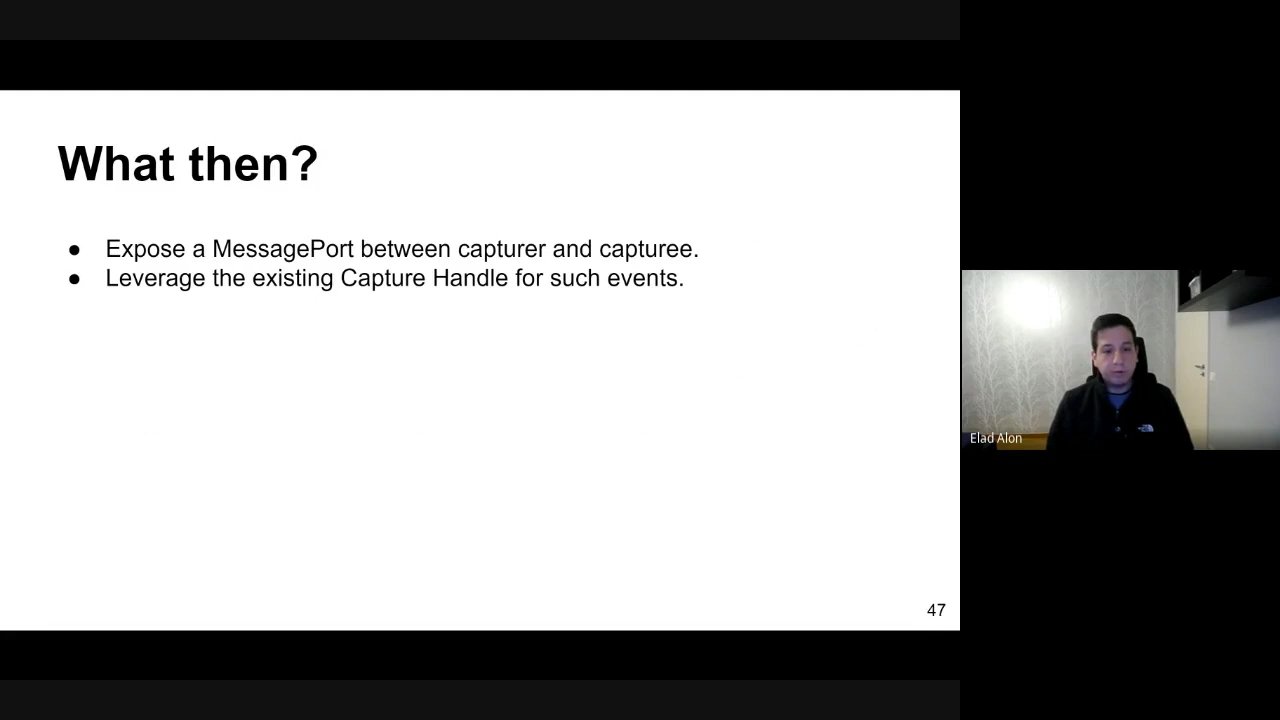 What then?
● Expose a MessagePort between capturer and capturee.
● Leverage the existing Capture Handle for such events.
47
Elad Alon